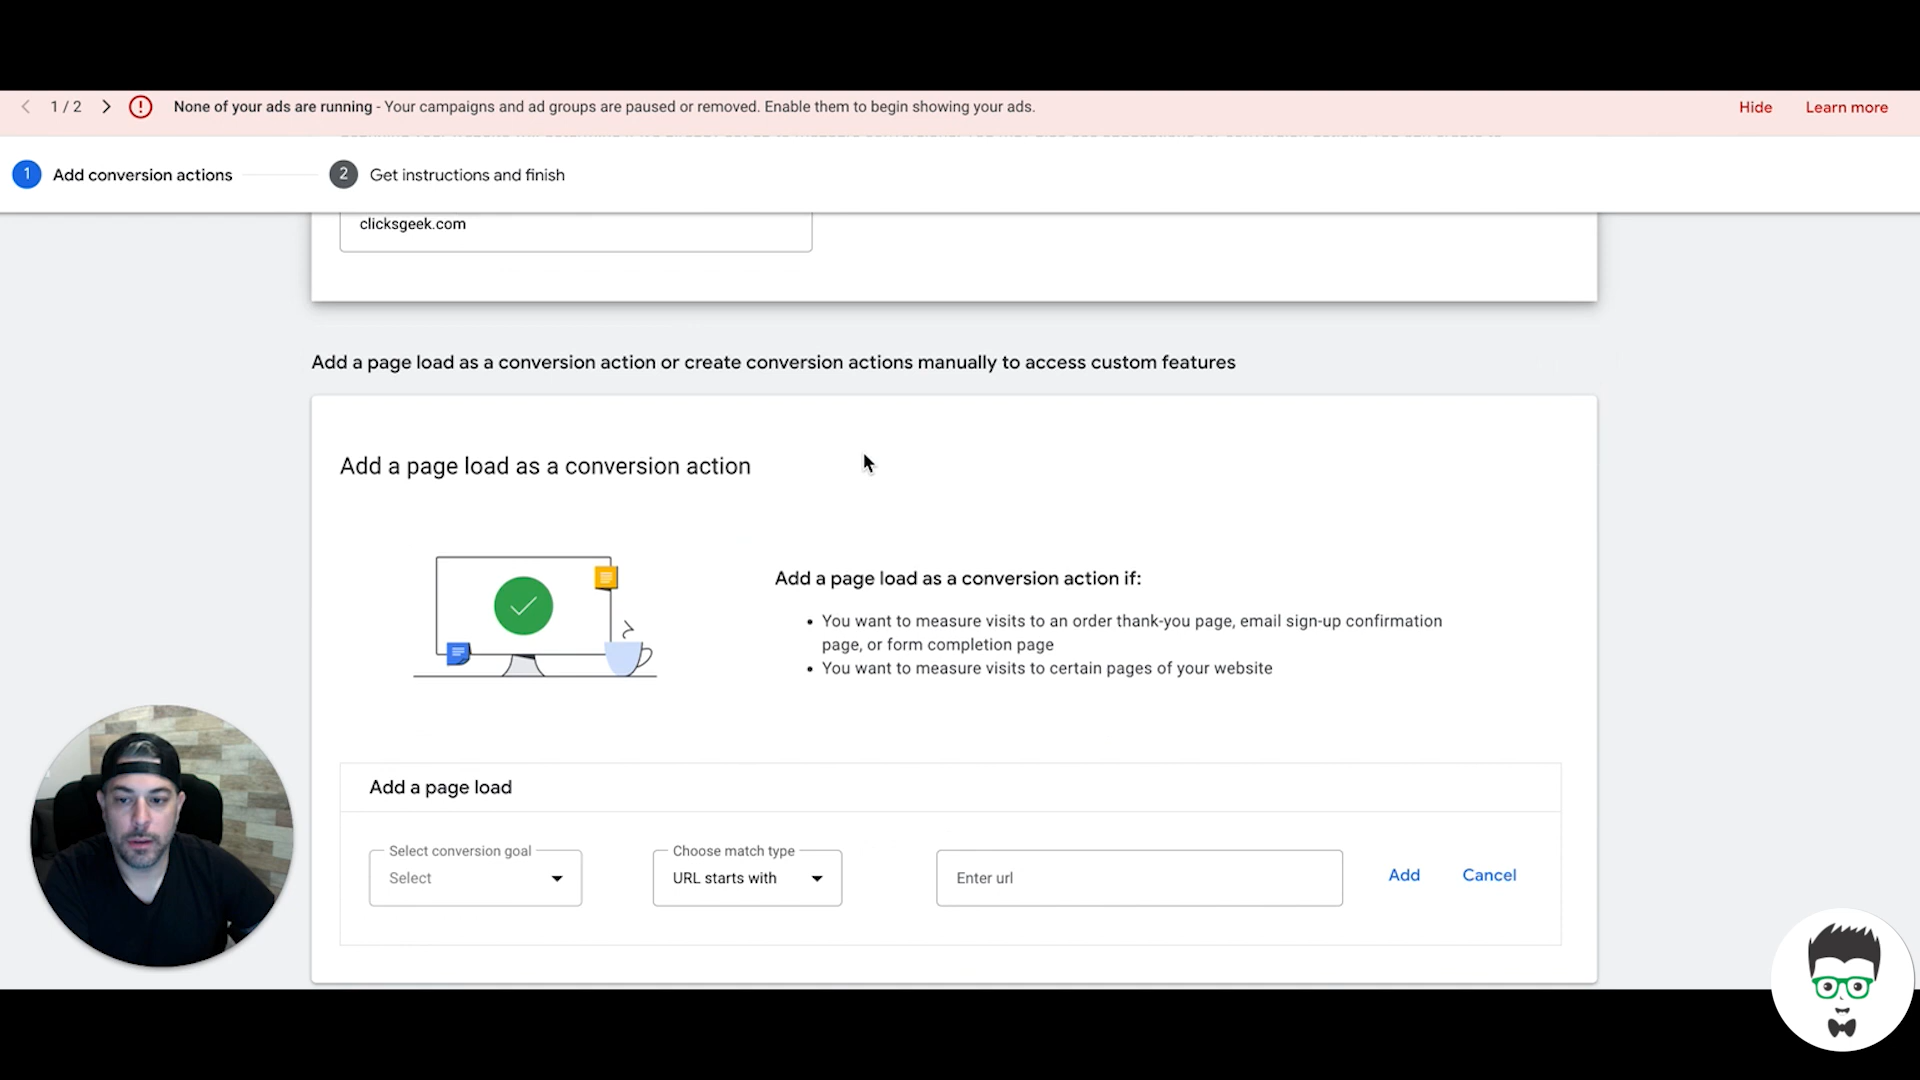 1 / 2
None of your ads are running - Your campaigns and ad groups are paused or removed. Enable them to begin showing your ads.
Hide
Learn more
1 Add conversion actions
2 Get instructions and finish
clicksgeek.com
Add a page load as a conversion action or create conversion actions manually to access custom features
Add a page load as a conversion action
Add a page load as a conversion action if:
• You want to measure visits to an order thank-you page, email sign-up confirmation
page, or form completion page
• You want to measure visits to certain pages of your website
Add a page load
Select conversion goal
Select
Choose match type
URL starts with
Enter url
Add
Cancel